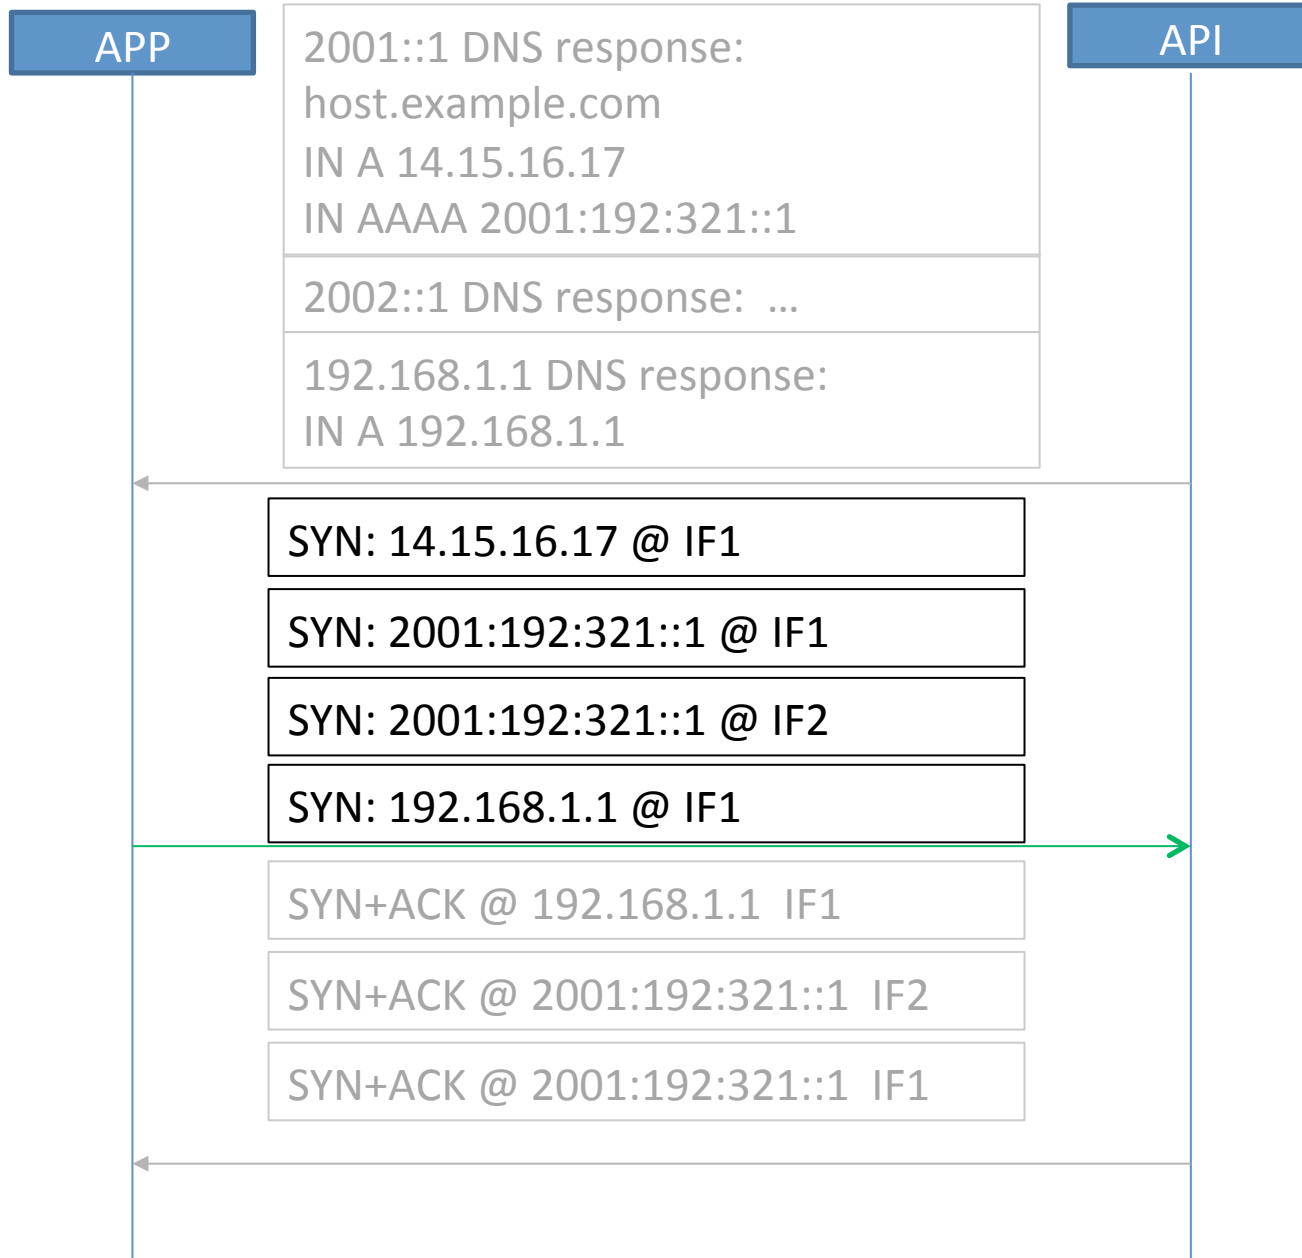 APP
API
2001::1 DNS response:
host.example.com
IN A 14.15.16.17
IN AAAA 2001:192:321::1
2002::1 DNS response:  ...
192.168.1.1 DNS response:
IN A 192.168.1.1
SYN: 14.15.16.17 @ IF1
SYN: 2001:192:321::1 @ IF1
SYN: 2001:192:321::1 @ IF2
SYN: 192.168.1.1 @ IF1
SYN+ACK @ 192.168.1.1  IF1
SYN+ACK @ 2001:192:321::1  IF2
SYN+ACK @ 2001:192:321::1  IF1